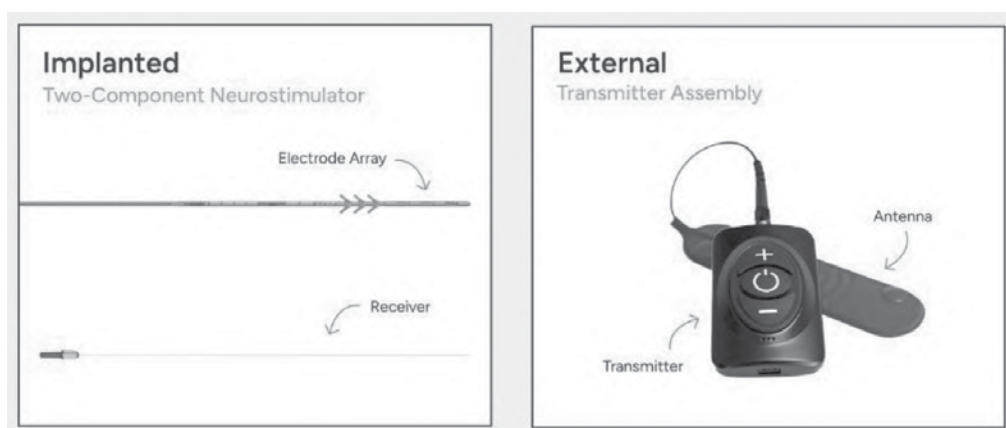 Implanted
Two-Component Neurostimulator
Electrode Array
Receiver
External
Transmitter Assembly
Antenna
Transmitter